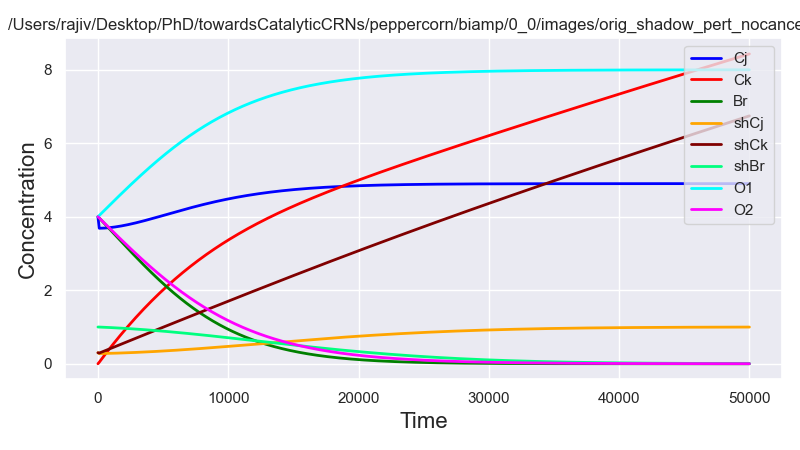 /Users/rajiv/Desktop/PhD/towardsCatalyticCRNs/peppercorn/biamp/0_0/images/orig_shadow_pert_nocance
Concentration
8
6
4
2
0
Cj
Ck
Br
shCj
shCk
shBr
O1
O2
0 10000 20000 30000 40000 50000
Time